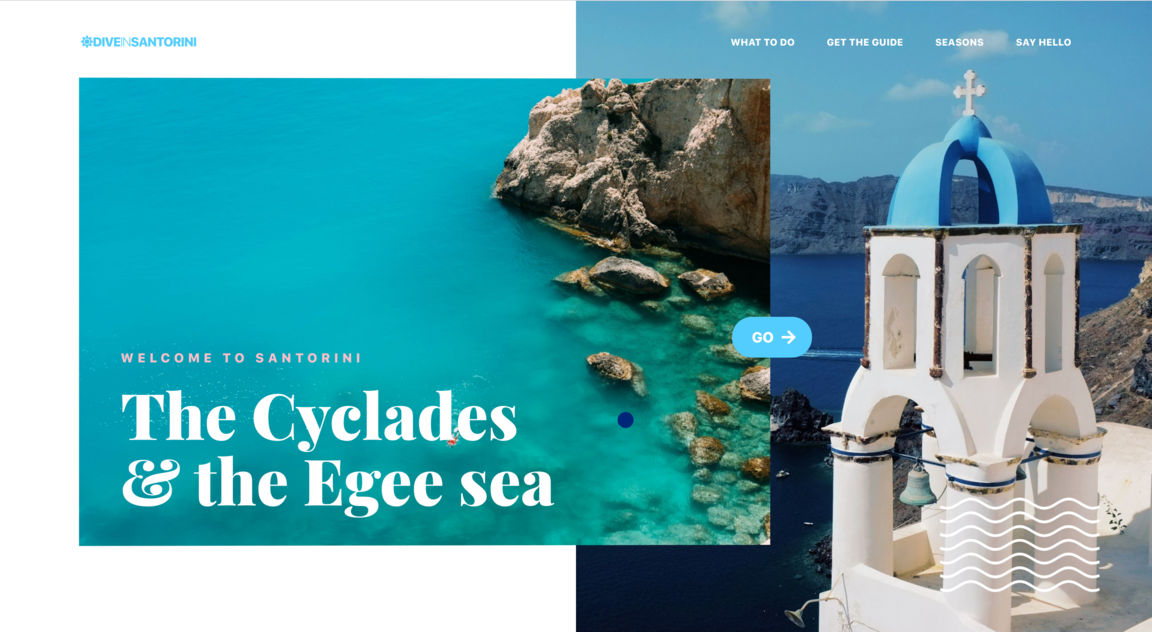 DIVEINSANTORINI
WHAT TO DO
GET THE GUIDE
SEASONS
SAY HELLO
GO
WELCOME TO SANTORINI
The Cyclades
& the Egee sea